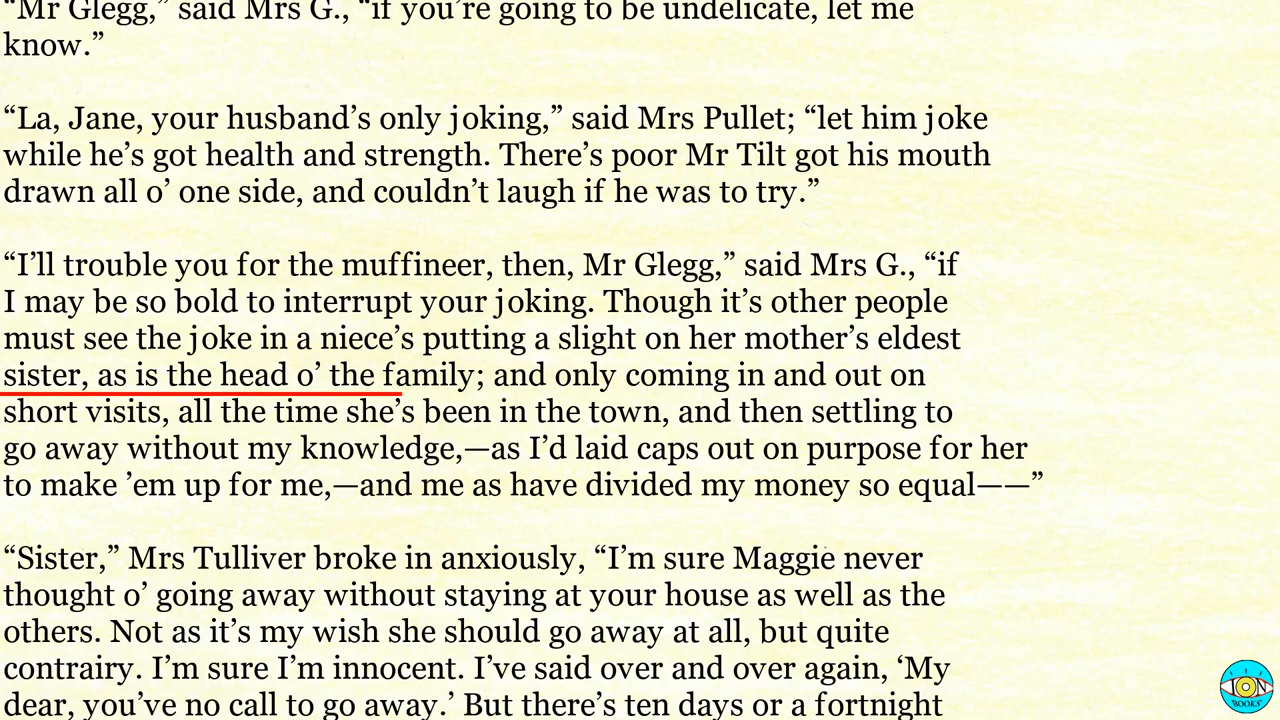 “Mr Glegg,” said Mrs G., “if you’re going to be undelicate, let me
know.”
“La, Jane, your husband’s only joking,” said Mrs Pullet; “let him joke
while he’s got health and strength. There’s poor Mr Tilt got his mouth
drawn all o’ one side, and couldn’t laugh if he was to try.”
“I’ll trouble you for the muffineer, then, Mr Glegg,” said Mrs G., “if
I may be so bold to interrupt your joking. Though it’s other people
must see the joke in a niece’s putting a slight on her mother’s eldest
sister, as is the head o’ the family; and only coming in and out on
short visits, all the time she’s been in the town, and then settling to
go away without my knowledge,—as I’d laid caps out on purpose for her
to make ’em up for me,—and me as have divided my money so equal——”
“Sister,” Mrs Tulliver broke in anxiously, “I’m sure Maggie never
thought o’ going away without staying at your house as well as the
others. Not as it’s my wish she should go away at all, but quite
contrairy. I’m sure I’m innocent. I’ve said over and over again, ‘My
dear, you’ve no call to go away.’ But there’s ten days or a fortnight
ION
BOOKS